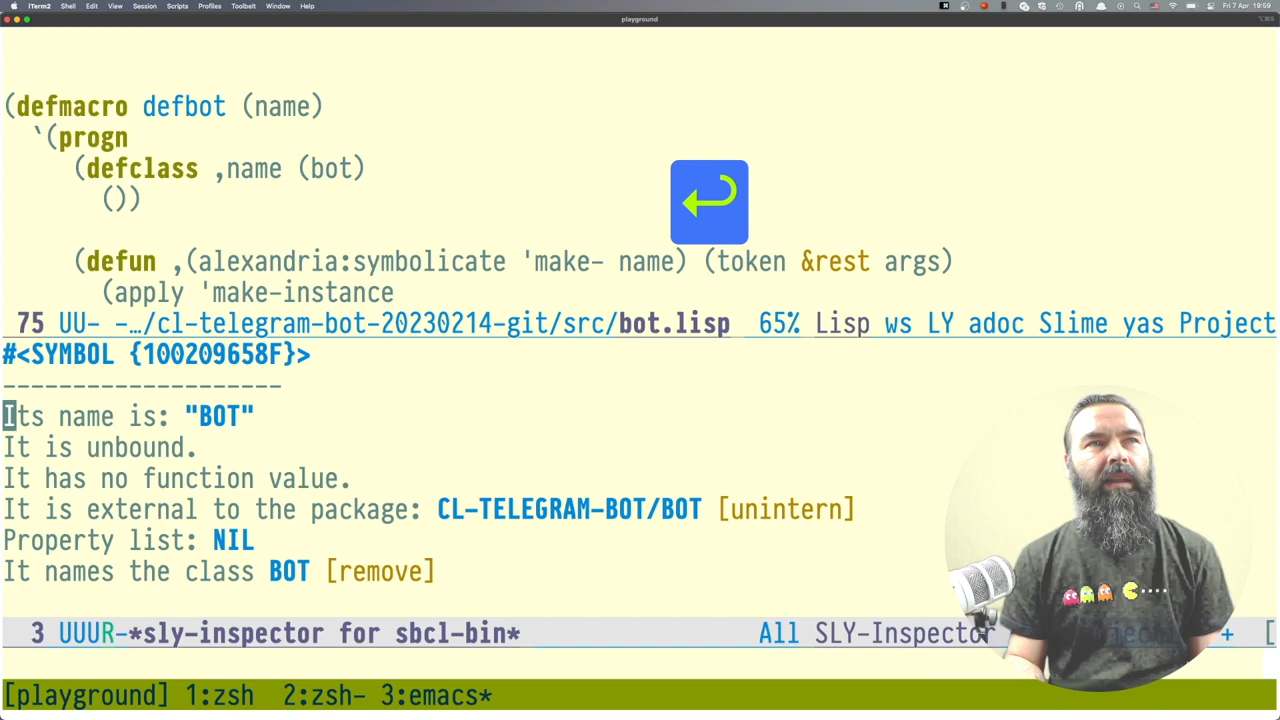 iTerm2 Shell Edit View Session Scripts Profiles Toolbelt Window Help Fri 7 Apr 19:59
playground
(defmacro defbot (name)
`(progn
(defclass ,name (bot)
())
(defun ,(alexandria:symbolicate 'make- name) (token &rest args)
(apply 'make-instance
75 UU- -…/cl-telegram-bot-20230214-git/src/bot.lisp 65% Lisp ws LY adoc Slime yas Project
#<SYMBOL {100209658F}>
--------------------
Its name is: "BOT"
It is unbound.
It has no function value.
It is external to the package: CL-TELEGRAM-BOT/BOT [unintern]
Property list: NIL
It names the class BOT [remove]
3 UUUR-*sly-inspector for sbcl-bin* All SLY-Inspector + [
[playground] 1:zsh 2:zsh- 3:emacs*